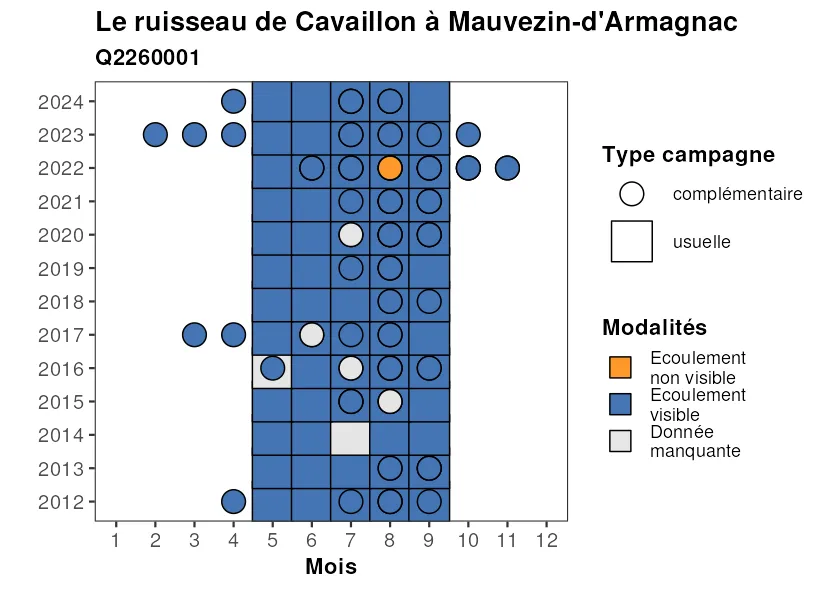 Le ruisseau de Cavaillon à Mauvezin-d'Armagnac
Q2260001
2024
2023
2022
2021
2020
2019
2018
2017
2016
2015
2014
2013
2012
1 2 3 4 5 6 7 8 9 10 11 12
Mois
Type campagne
complémentaire
usuelle
Modalités
Ecoulement
non visible
Ecoulement
visible
Donnée
manquante